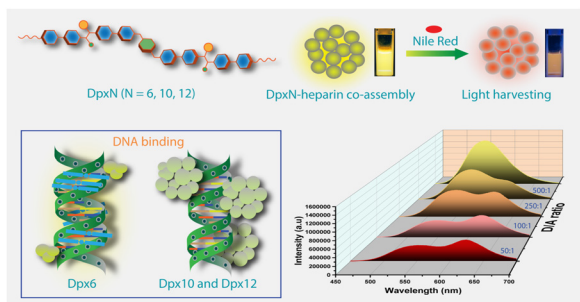 Nile Red
DpxN (N = 6, 10, 12)
DpxN-heparin co-assembly
Light harvesting
DNA binding
Dpx6
Dpx10 and Dpx12
Intensity (a.u)
1600000
1400000
1200000
1000000
800000
600000
400000
200000
0
450
500
550
600
650
700
Wavelength (nm)
50:1
100:1
250:1
500:1
D/A ratio